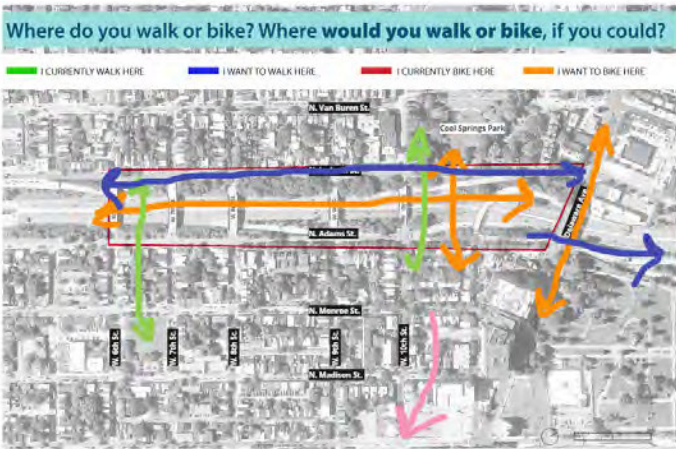 Where do you walk or bike? Where would you walk or bike, if you could?
I CURRENTLY WALK HERE
I WANT TO WALK HERE
I CURRENTLY BIKE HERE
I WANT TO BIKE HERE
N. Van Buren St.
Cool Springs Park
N. Adams St.
Delaware Ave
N. Monroe St.
W. 6th St.
W. 7th St.
W. 8th St.
W. 9th St.
W. 10th St.
N. Madison St.